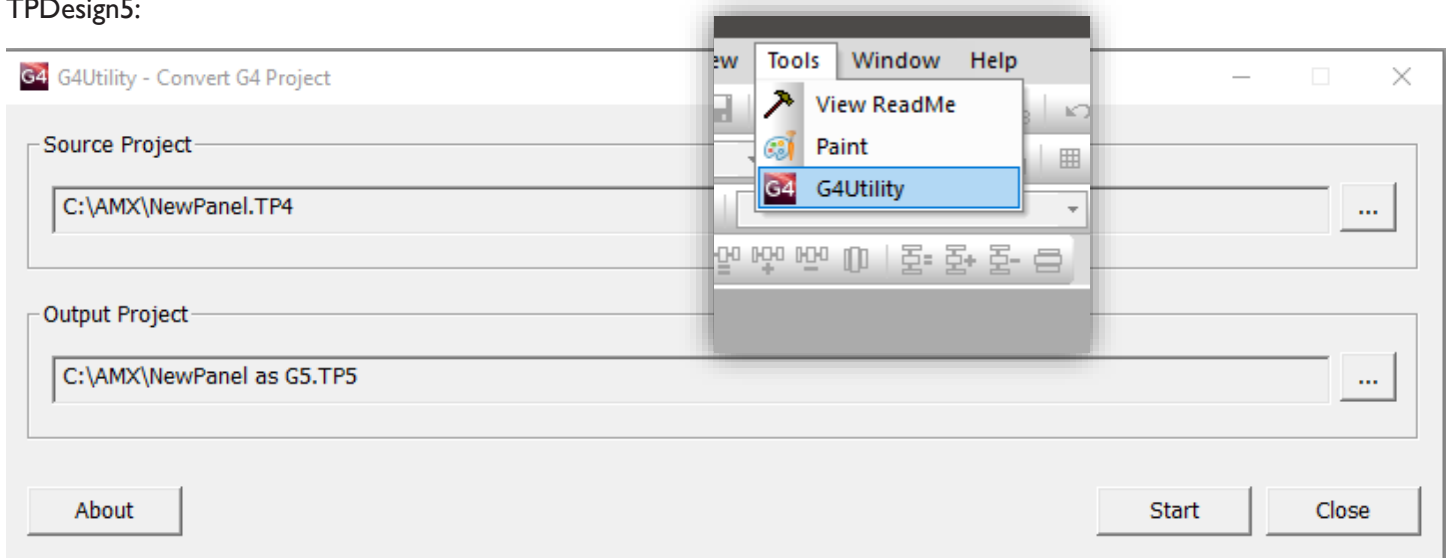 TPDesign5:
G4 G4Utility - Convert G4 Project
ew Tools Window Help
View ReadMe
Paint
G4 G4Utility
Source Project
C:\AMX\NewPanel.TP4
...
Output Project
C:\AMX\NewPanel as G5.TP5
...
About
Start
Close